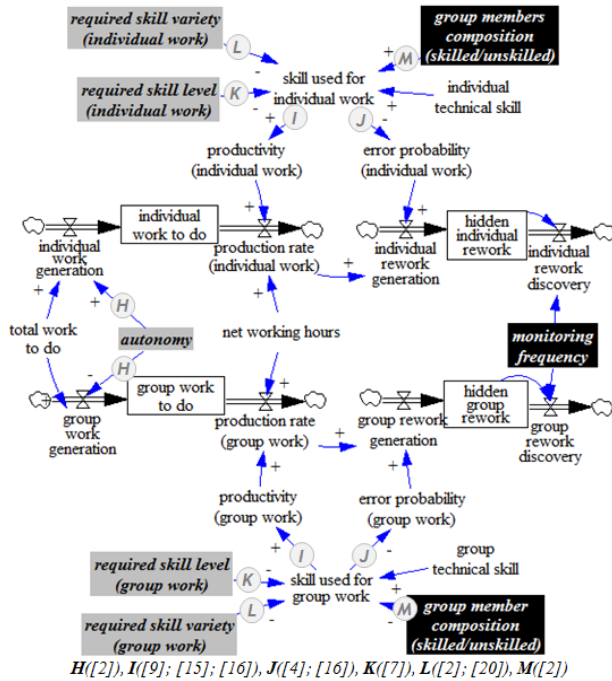 required skill variety
(individual work)
L
-
group members
composition
(skilled/unskilled)
+
M
required skill level
(individual work)
K
-
skill used for
individual work
individual
technical skill
+
+
I
J
-
+
productivity
(individual work)
error probability
(individual work)
+
+
individual
work to do
hidden
individual
rework
individual
work
generation
production rate
(individual work)
individual
rework
generation
individual
rework
discovery
+
+
+
+
+
H
total work
to do
autonomy
net working hours
monitoring
frequency
-
H
+
+
group work
to do
hidden
group
rework
group
work
generation
production rate
(group work)
group rework
generation
group
rework
discovery
+
+
+
+
productivity
(group work)
error probability
(group work)
+
I
J
-
required skill level
(group work)
K
-
skill used for
group work
+
group
technical skill
required skill variety
(group work)
L
-
M
-
group member
composition
(skilled/unskilled)
H([2]), I([9]; [15]; [16]), J([4]; [16]), K([7]), L([2]; [20]), M([2])